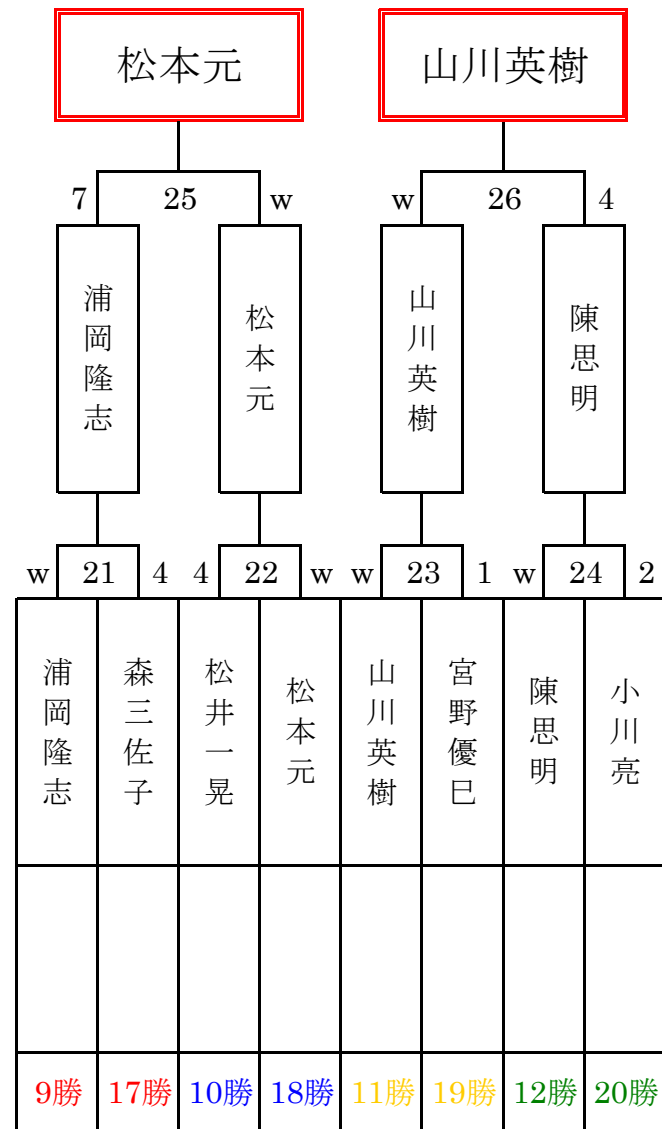 松本元 山川英樹
7 25 w w 26 4
浦岡隆志 松本元 山川英樹 陳思明
w 21 4 4 22 w w 23 1 w 24 2
浦岡隆志 森三佐子 松井一晃 松本元 山川英樹 宮野優巳 陳思明 小川亮
9勝 17勝 10勝 18勝 11勝 19勝 12勝 20勝